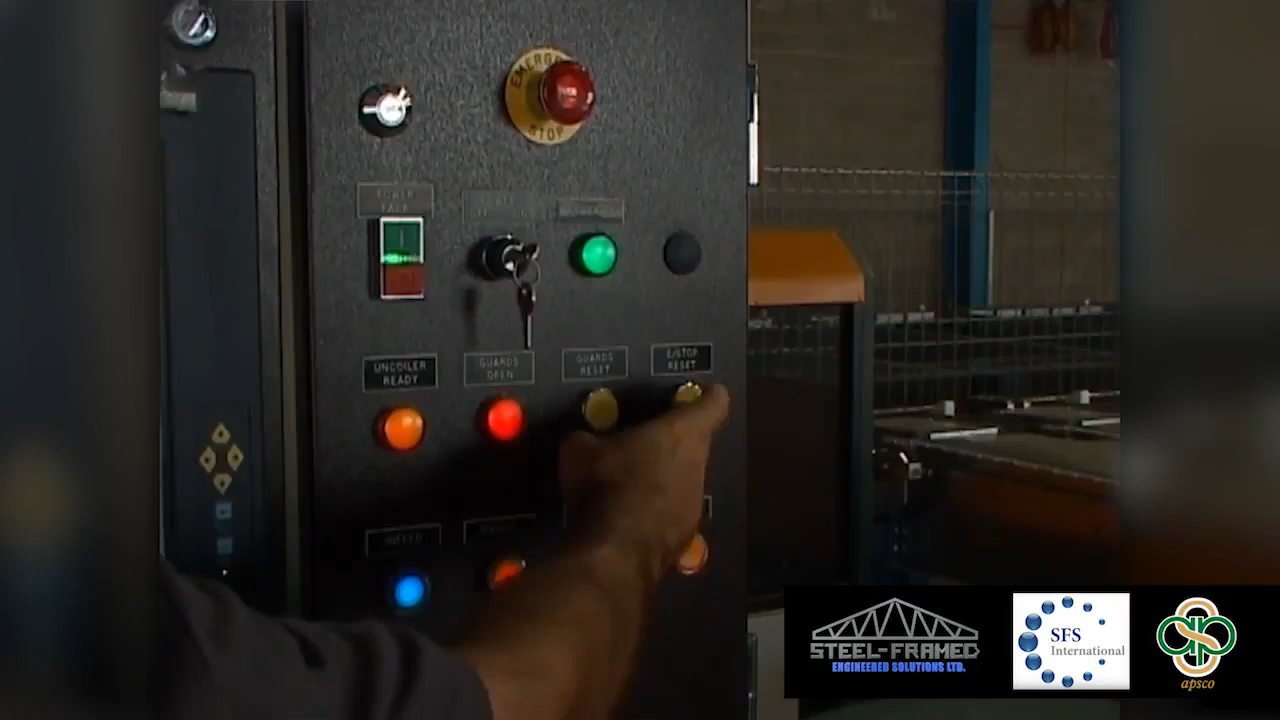 EMERGENCY
STOP
POWER
UNCOILER
READY
GUARDS
OPEN
GUARDS
RESET
E/STOP
RESET
STEEL-FRAMED
ENGINEERED SOLUTIONS LTD.
SFS
International
apsco